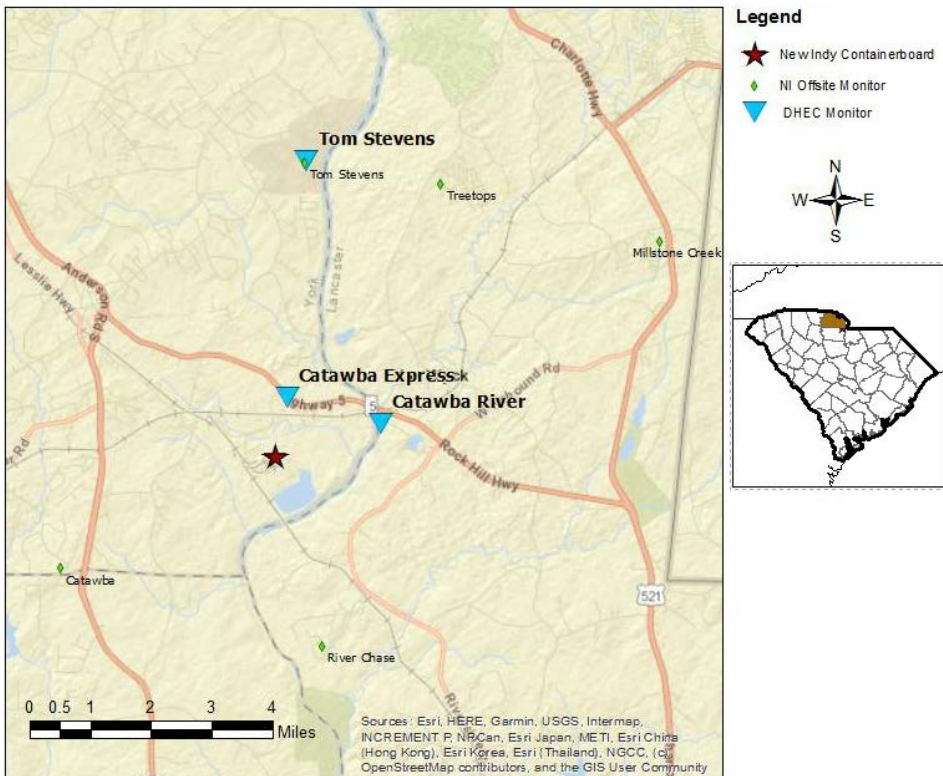 Legend
New Indy Containerboard
NI Offsite Monitor
DHEC Monitor
N
W
E
S
Charlotte Hwy
Tom Stevens
Tom Stevens
Treetops
Millstone Creek
York
Lancaster
Anderson Rd S
Lesslie Hwy
Catawba Express
Highway 5
5
Catawba River
Rock Hill Hwy
Catawba
521
River Chase
0 0.5 1 2 3 4
Miles
Sources: Esri, HERE, Garmin, USGS, Intermap,
INCREMENT P, NRCan, Esri Japan, METI, Esri China
(Hong Kong), Esri Korea, Esri (Thailand), NGCC, (c)
OpenStreetMap contributors, and the GIS User Community